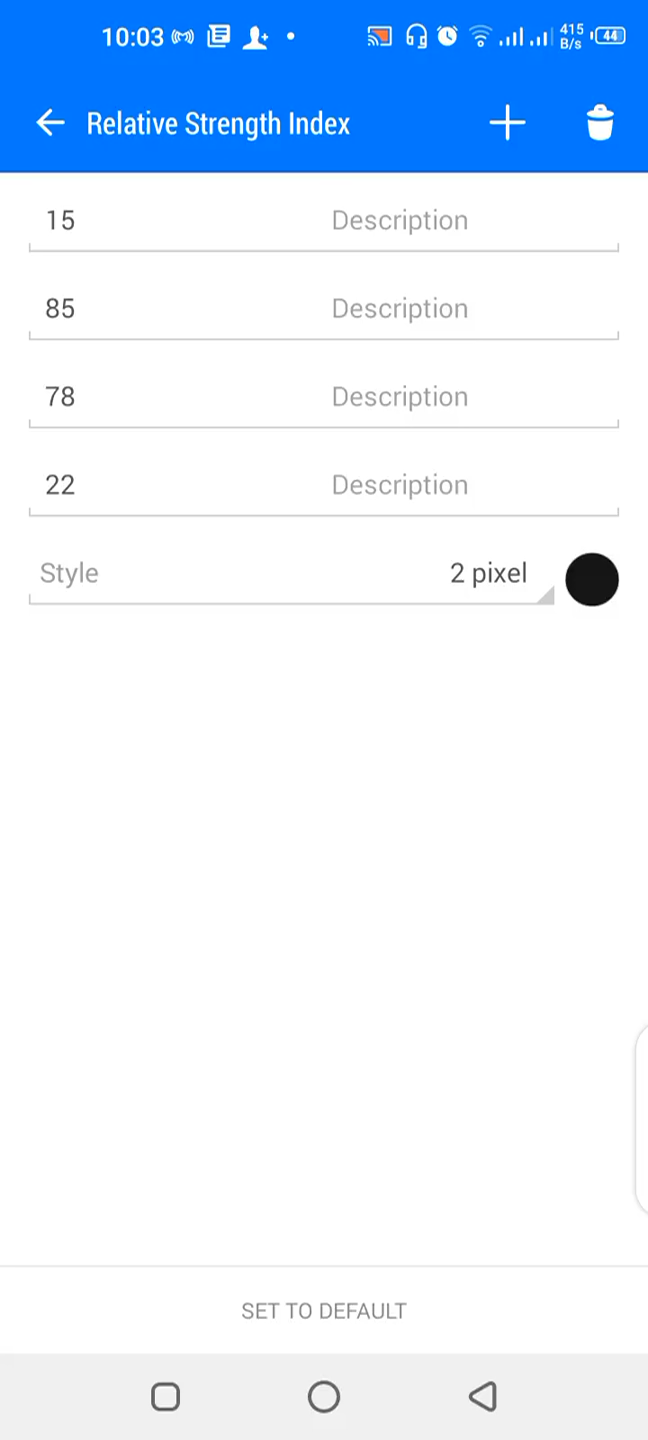 10:03 415 B/s 44
Relative Strength Index
15 Description
85 Description
78 Description
22 Description
Style 2 pixel
SET TO DEFAULT